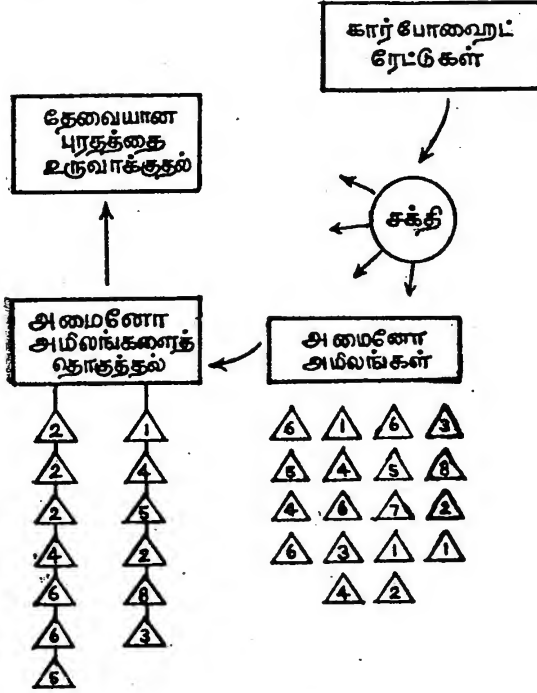 கார்போஹைட்
ரேட்டுகள்
தேவையான
புரதத்தை
உருவாக்குதல்
சக்தி
அமைனோ
அமிலங்களைத்
தொகுத்தல்
அமைனோ
அமிலங்கள்
2 1
2 4
2 5
4 2
6 8
6 3
5
6 1 6 3
5 4 5 8
4 6 7 2
6 3 1 1
4 2